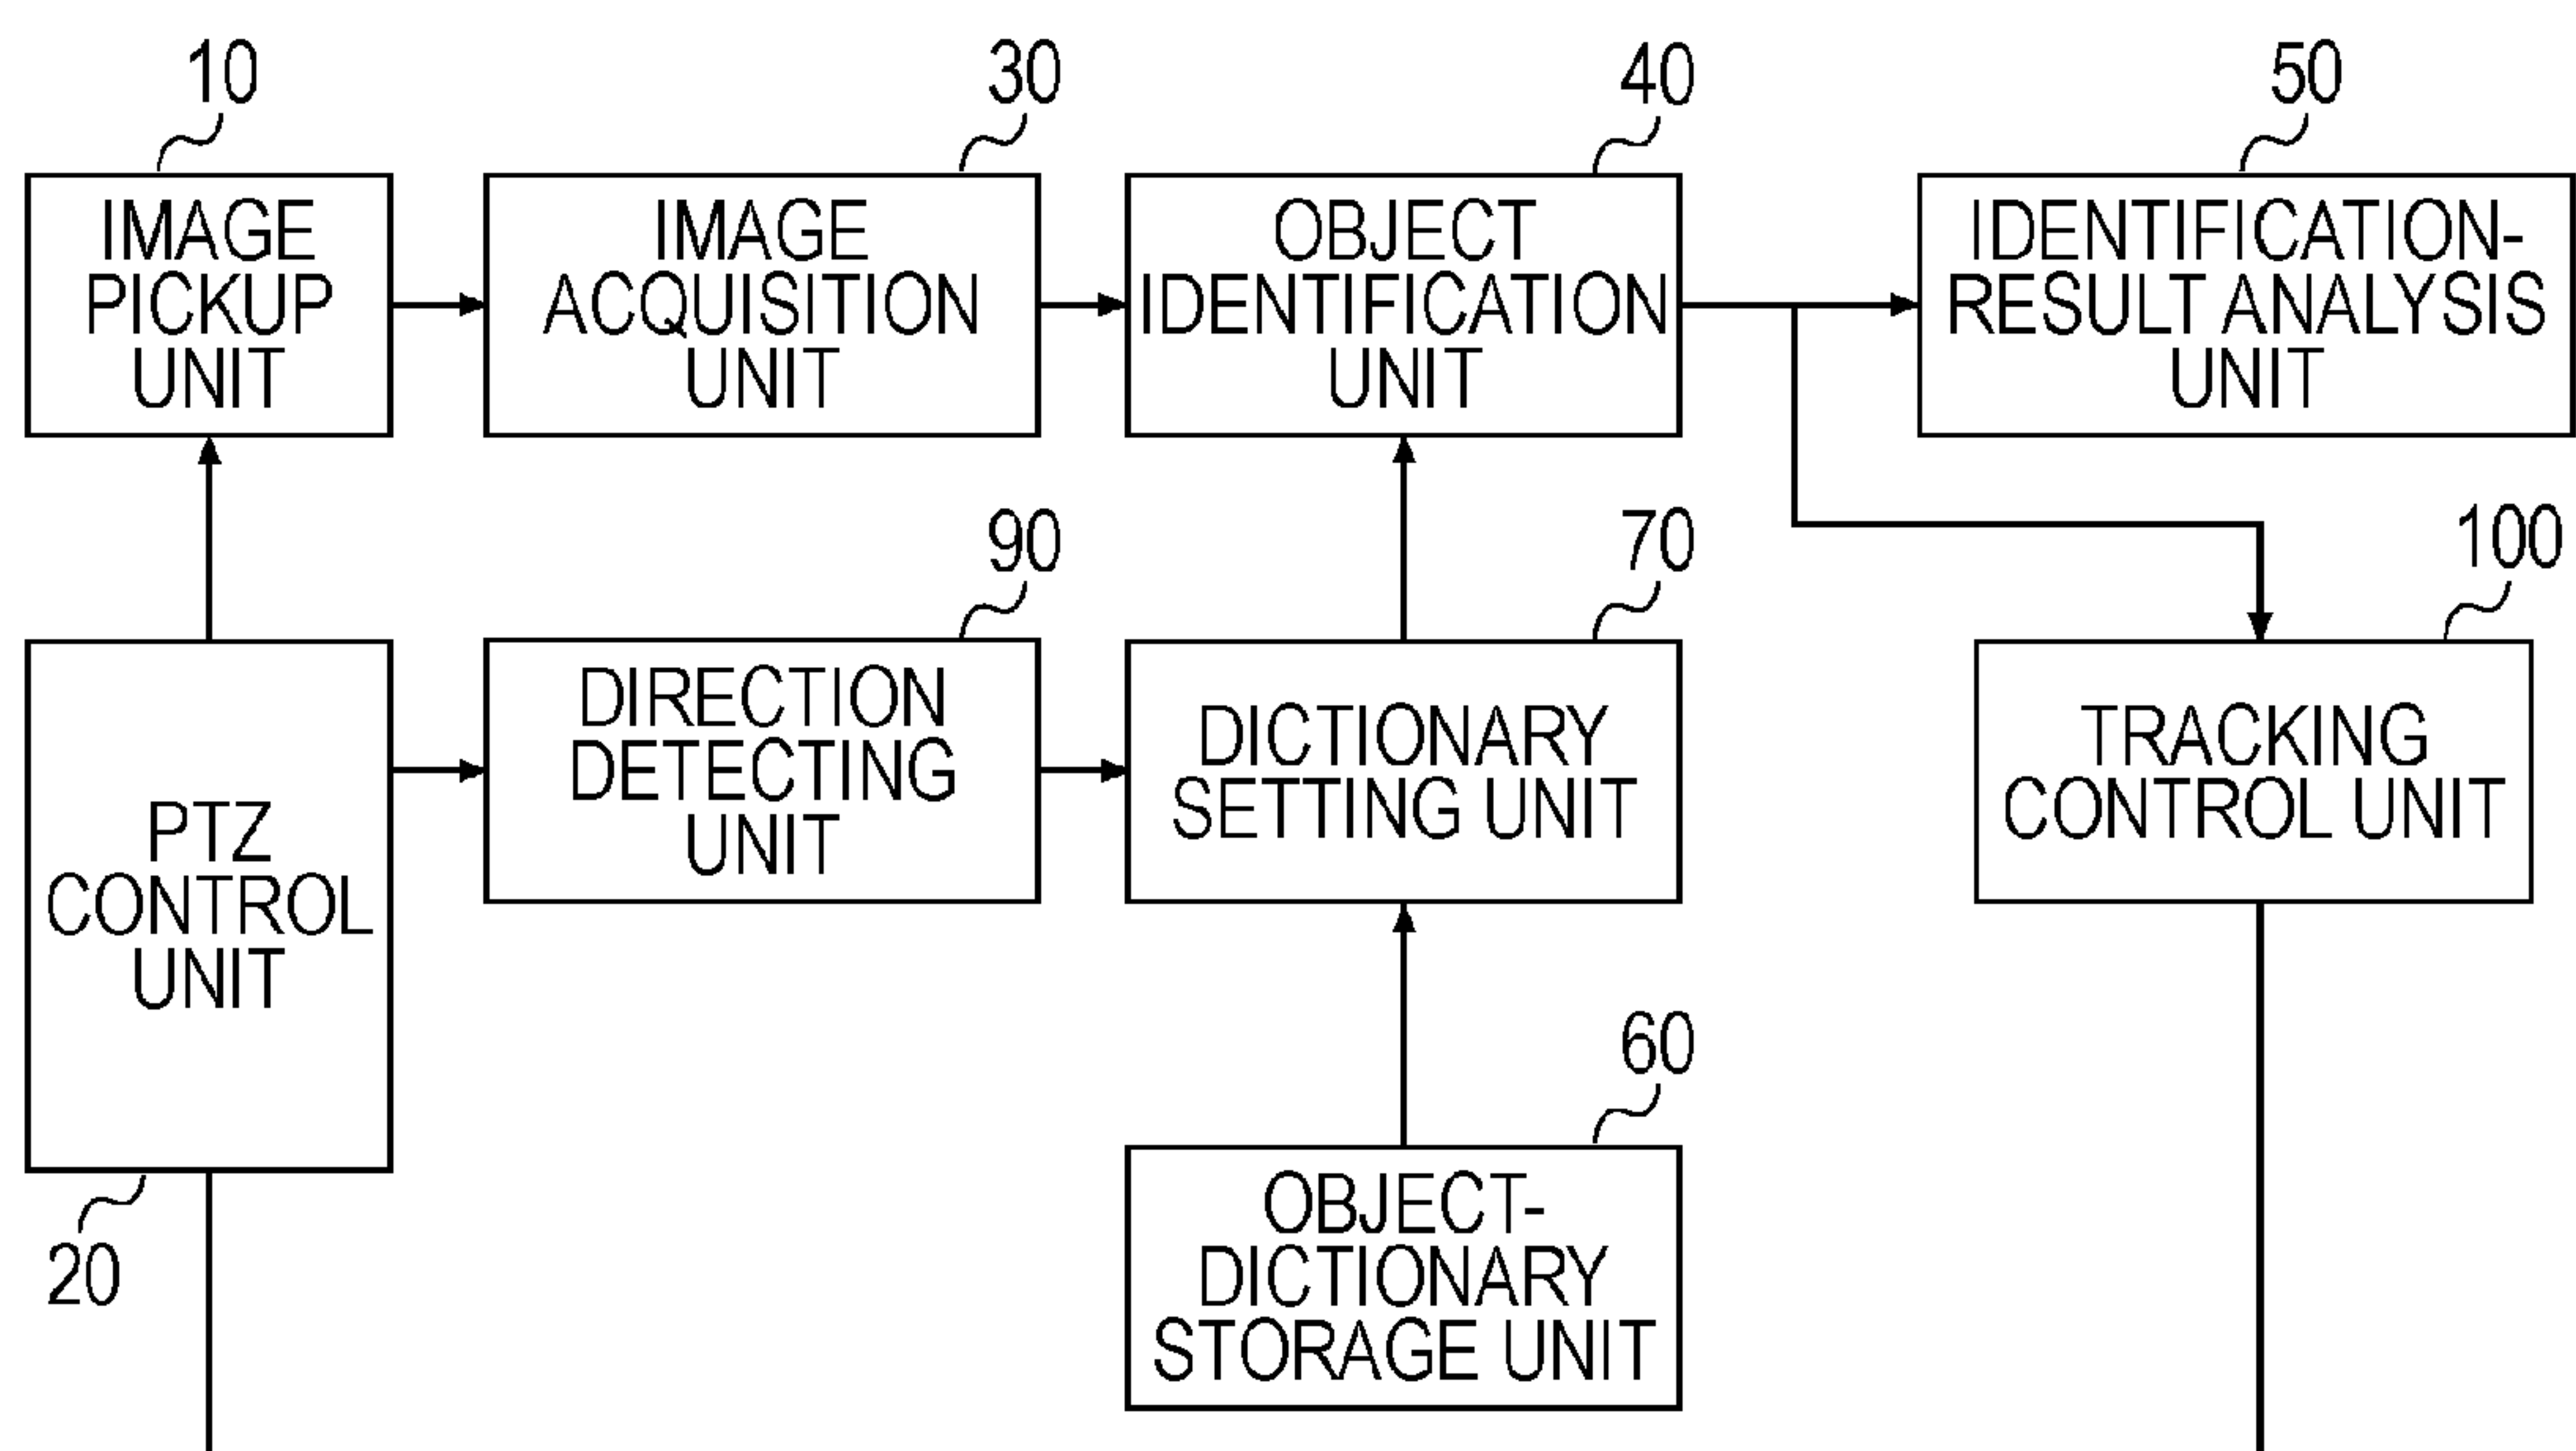 10
30
40
50
IMAGE
PICKUP
UNIT
IMAGE
ACQUISITION
UNIT
OBJECT
IDENTIFICATION
UNIT
IDENTIFICATION-
RESULT ANALYSIS
UNIT
90
70
100
PTZ
CONTROL
UNIT
DIRECTION
DETECTING
UNIT
DICTIONARY
SETTING UNIT
TRACKING
CONTROL UNIT
60
20
OBJECT-
DICTIONARY
STORAGE UNIT